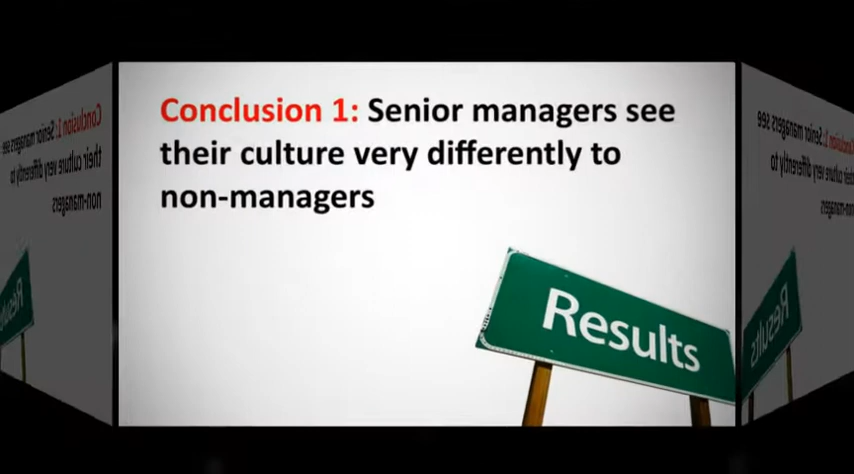 Conclusion 1: Senior managers see
their culture very differently to
non-managers
Results